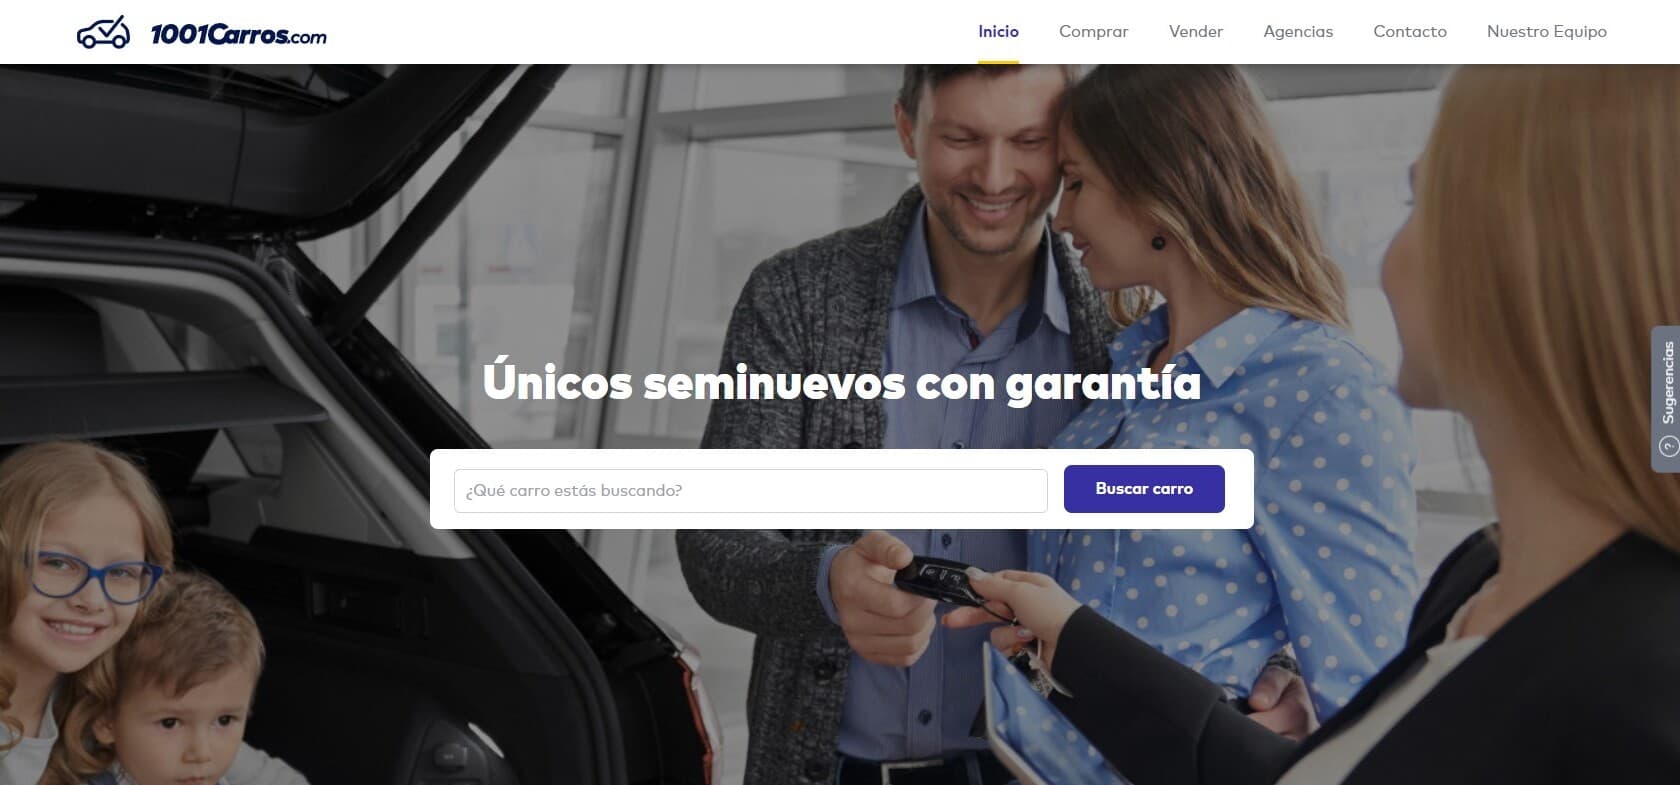 1001Carros.com
Inicio
Comprar
Vender
Agencias
Contacto
Nuestro Equipo
Únicos seminuevos con garantía
¿Qué carro estás buscando?
Buscar carro
Sugerencias
?